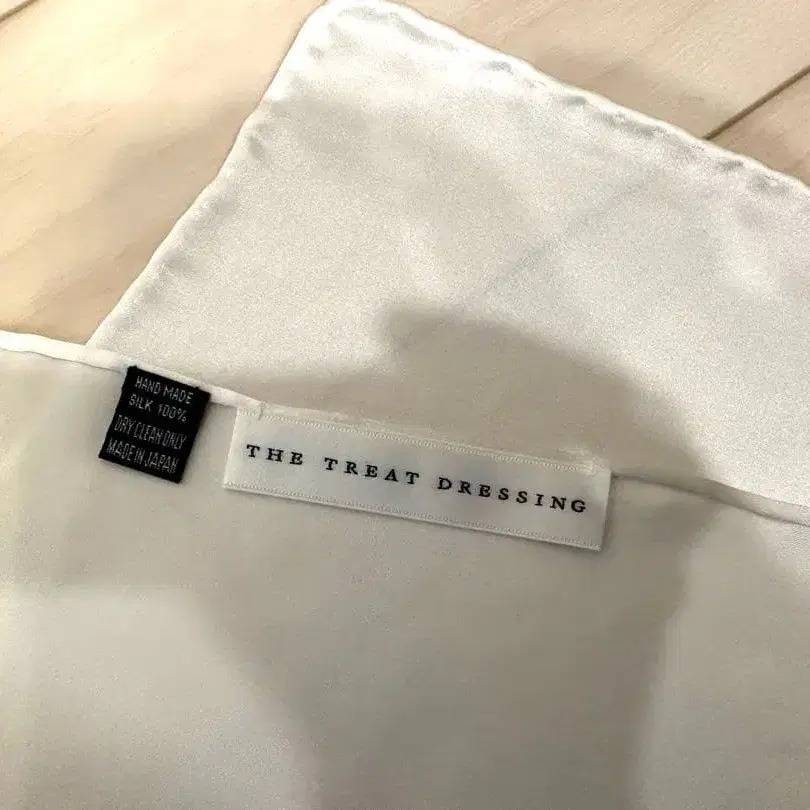 HAND MADE
SILK 100%
DRY CLEAN ONLY
MADE IN JAPAN
THE TREAT DRESSING